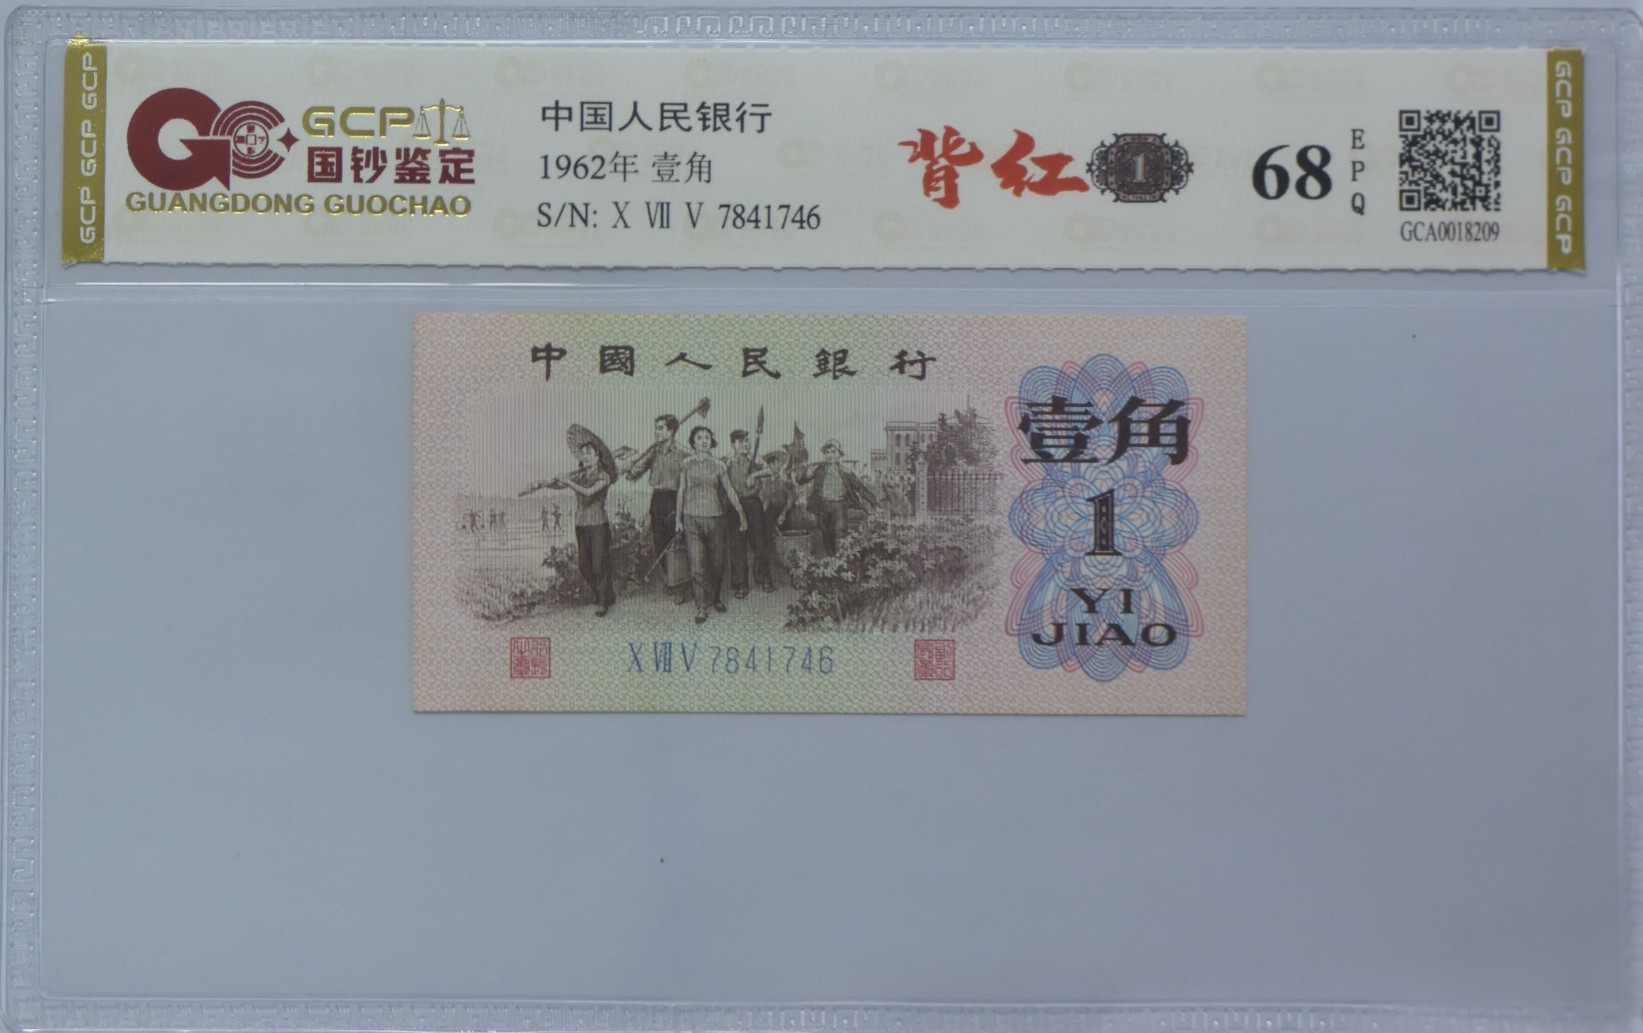 GCP GCP GCP
GCP
国钞鉴定
GUANGDONG GUOCHAO
中国人民银行
1962年 壹角
S/N: X Ⅶ V 7841746
背红
1
68
EPQ
GCA0018209
GCP GCP GCP
中國人民銀行
壹角
1
YI
JIAO
X Ⅶ V 7841746